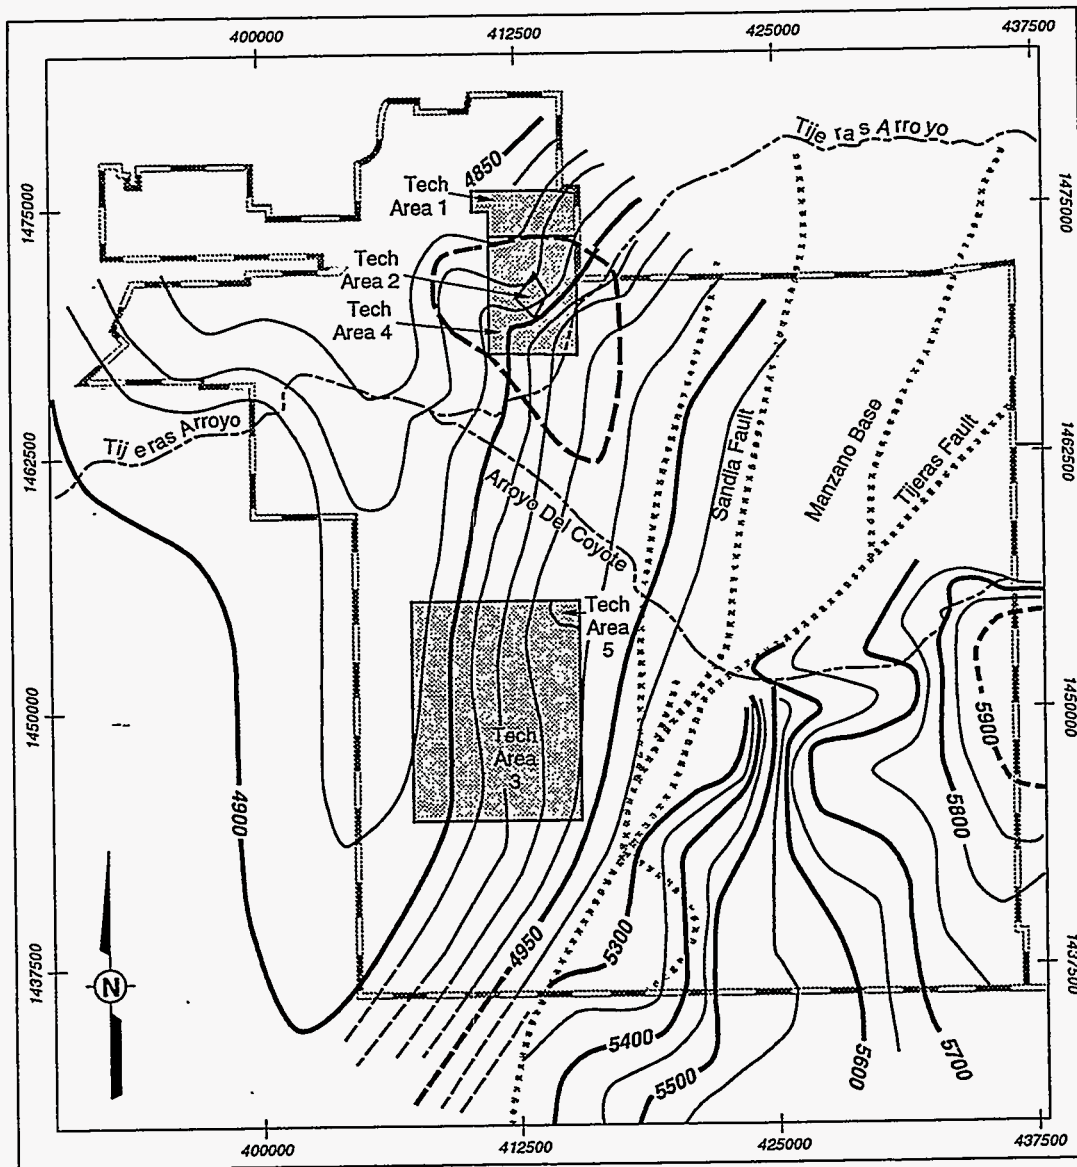 400000
412500
425000
437500
Tijeras Arroyo
4850
Tech
Area 1
1475000
1475000
Tech
Area 2
Tech
Area 4
Tijeras Arroyo
1462500
1462500
Sandia Fault
Manzano Base
Tijeras Fault
Arroyo Del Coyote
Tech
Area
5
1450000
1450000
Tech
Area
3
5900
5800
4900
5300
4950
1437500
1437500
N
5400
5500
5600
5700
400000
412500
425000
437500